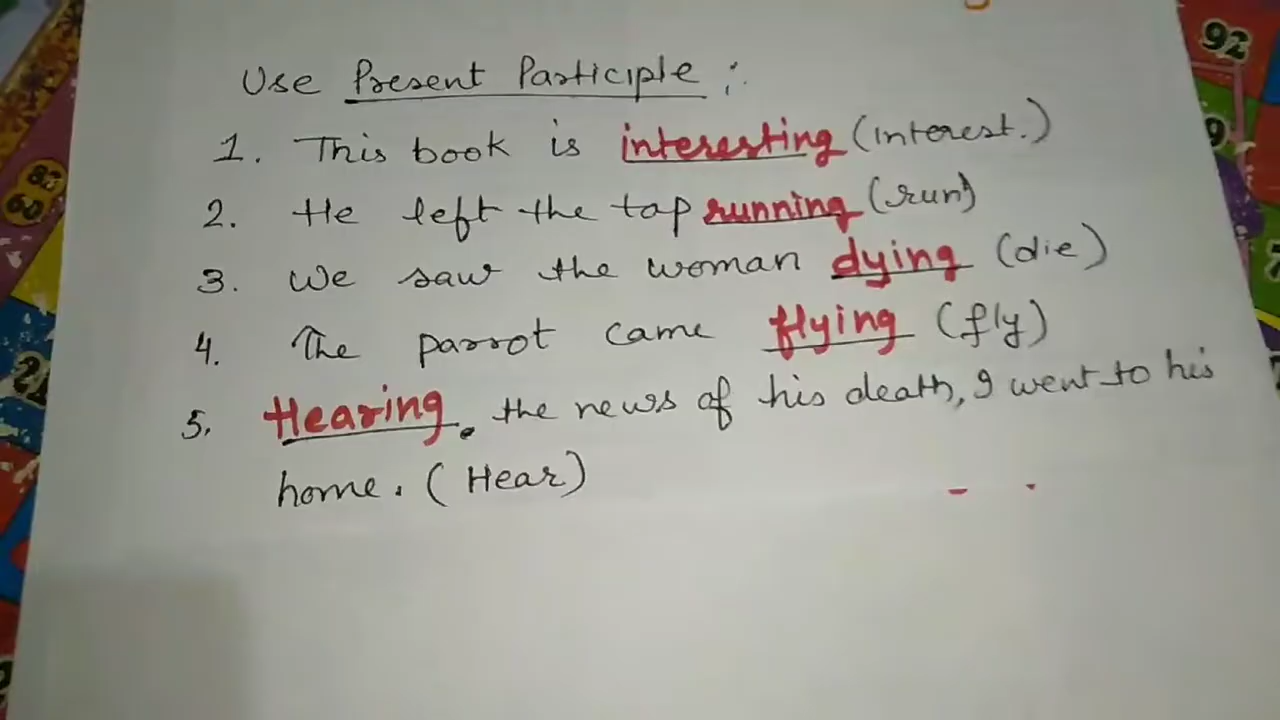 Use Present Participle :
1. This book is interesting (Interest.)
2. He left the tap running (run)
3. We saw the woman dying (die)
4. The parrot came flying (fly)
5. Hearing. the news of his death, I went to his
home. (Hear)
92
9